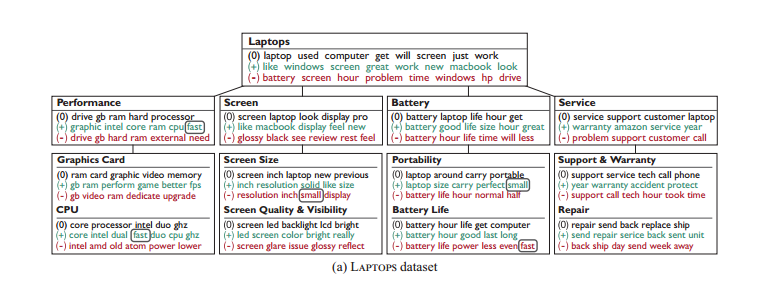 Laptops
(0) laptop used computer get will screen just work
(+) like windows screen great work new macbook look
(-) battery screen hour problem time windows hp drive
Performance
(0) drive gb ram hard processor
(+) graphic intel core ram cpu fast
(-) drive gb hard ram external need
Screen
(0) screen laptop look display pro
(+) like macbook display feel new
(-) glossy black see review rest feel
Battery
(0) battery laptop life hour get
(+) battery good life size hour great
(-) battery hour life time will less
Service
(0) service support customer laptop
(+) warranty amazon service year
(-) problem support customer call
Graphics Card
(0) ram card graphic video memory
(+) gb ram perform game better fps
(-) gb video ram dedicate upgrade
CPU
(0) core processor intel duo ghz
(+) core intel dual fast duo cpu ghz
(-) intel amd old atom power lower
Screen Size
(0) screen inch laptop new previous
(+) inch resolution solid like size
(-) resolution inch small display
Screen Quality & Visibility
(0) screen led backlight lcd bright
(+) led screen color bright really
(-) screen glare issue glossy reflect
Portability
(0) laptop around carry portable
(+) laptop size carry perfect small
(-) battery life hour normal half
Battery Life
(0) battery hour life get computer
(+) battery hour good last long
(-) battery life power less even fast
Support & Warranty
(0) support service tech call phone
(+) year warranty accident protect
(-) support call tech hour took time
Repair
(0) repair send back replace ship
(+) send repair serice back sent unit
(-) back ship day send week away
(a) LAPTOPS dataset